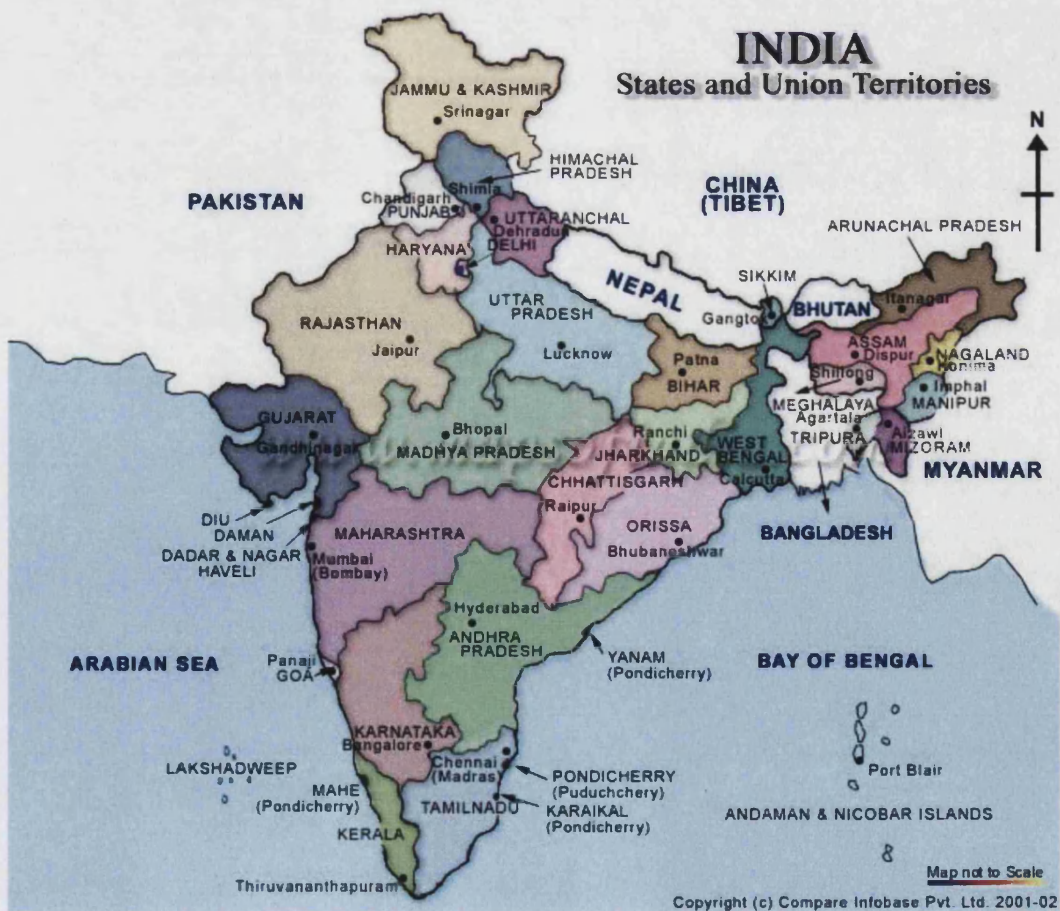 INDIA
States and Union Territories
N
JAMMU & KASHMIR
Srinagar
HIMACHAL
PRADESH
PAKISTAN
CHINA
(TIBET)
Chandigarh
Shimla
PUNJAB
UTTARANCHAL
Dehradun
HARYANA
DELHI
ARUNACHAL PRADESH
NEPAL
SIKKIM
BHUTAN
Itanagar
Gangtok
UTTAR
PRADESH
RAJASTHAN
Jaipur
Lucknow
Patna
BIHAR
ASSAM
Dispur
NAGALAND
Kohima
Shillong
Imphal
MANIPUR
MEGHALAYA
Agartala
TRIPURA
Aizawl
MIZORAM
GUJARAT
Gandhinagar
Bhopal
MADHYA PRADESH
Ranchi
JHARKHAND
WEST
BENGAL
Calcutta
MYANMAR
CHHATTISGARH
Raipur
ORISSA
Bhubaneshwar
BANGLADESH
DIU
DAMAN
DADAR & NAGAR
HAVELI
MAHARASHTRA
Mumbai
(Bombay)
Hyderabad
ANDHRA
PRADESH
ARABIAN SEA
Panaji
GOA
YANAM
(Pondicherry)
BAY OF BENGAL
KARNATAKA
Bangalore
Chennai
(Madras)
LAKSHADWEEP
MAHE
(Pondicherry)
PONDICHERRY
(Puduchchery)
Port Blair
TAMILNADU
KARAIKAL
(Pondicherry)
ANDAMAN & NICOBAR ISLANDS
KERALA
Thiruvananthapuram
Map not to Scale
Copyright (c) Compare Infobase Pvt. Ltd. 2001-02